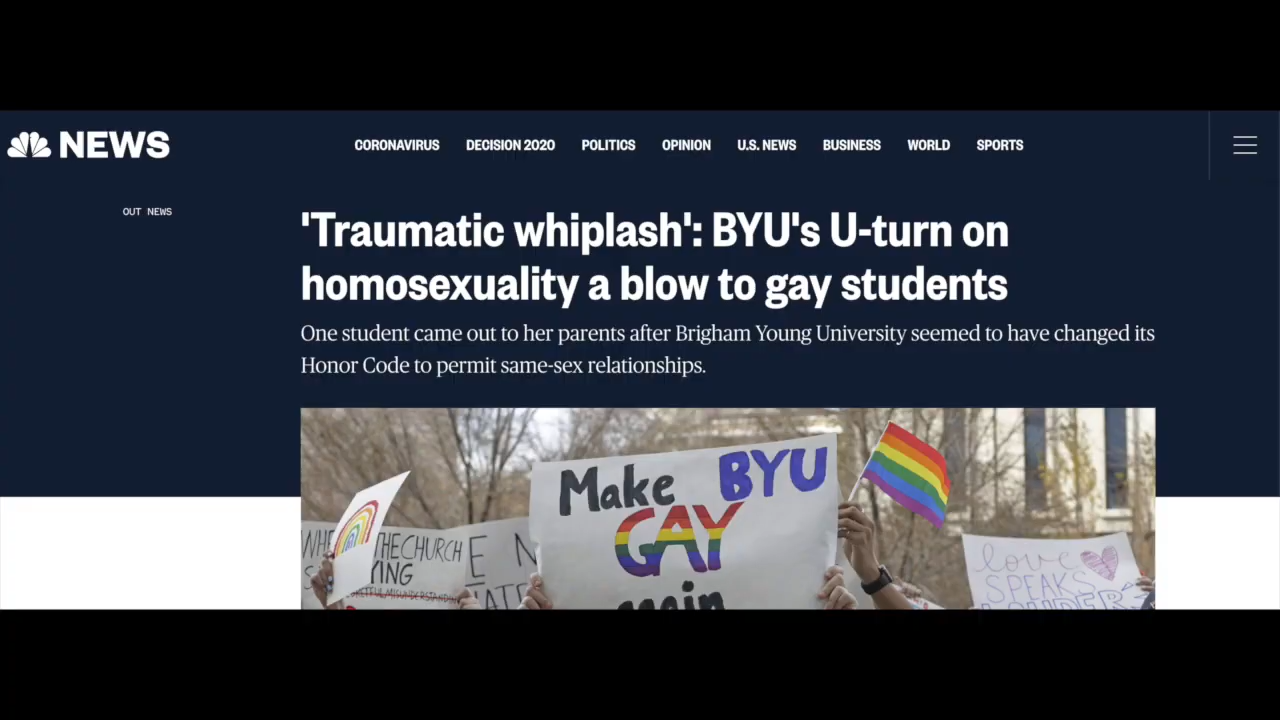 NEWS
CORONAVIRUS DECISION 2020 POLITICS OPINION U.S. NEWS BUSINESS WORLD SPORTS
OUT NEWS
'Traumatic whiplash': BYU's U-turn on
homosexuality a blow to gay students
One student came out to her parents after Brigham Young University seemed to have changed its
Honor Code to permit same-sex relationships.
Make BYU
GAY
THE CHURCH
love
SPEAKS